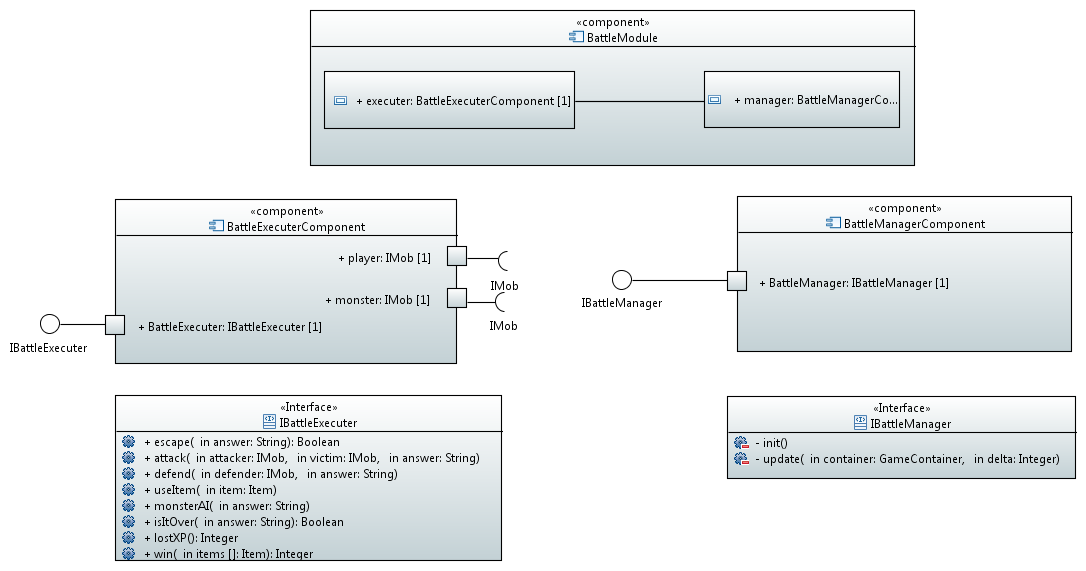 «component»
BattleModule
+ executer: BattleExecuterComponent [1]
+ manager: BattleManagerCo...
«component»
BattleExecuterComponent
+ player: IMob [1]
IMob
+ monster: IMob [1]
IMob
+ BattleExecuter: IBattleExecuter [1]
IBattleExecuter
«component»
BattleManagerComponent
+ BattleManager: IBattleManager [1]
IBattleManager
«Interface»
IBattleExecuter
+ escape( in answer: String): Boolean
+ attack( in attacker: IMob, in victim: IMob, in answer: String)
+ defend( in defender: IMob, in answer: String)
+ useItem( in item: Item)
+ monsterAI( in answer: String)
+ isItOver( in answer: String): Boolean
+ lostXP(): Integer
+ win( in items []: Item): Integer
«Interface»
IBattleManager
- init()
- update( in container: GameContainer, in delta: Integer)